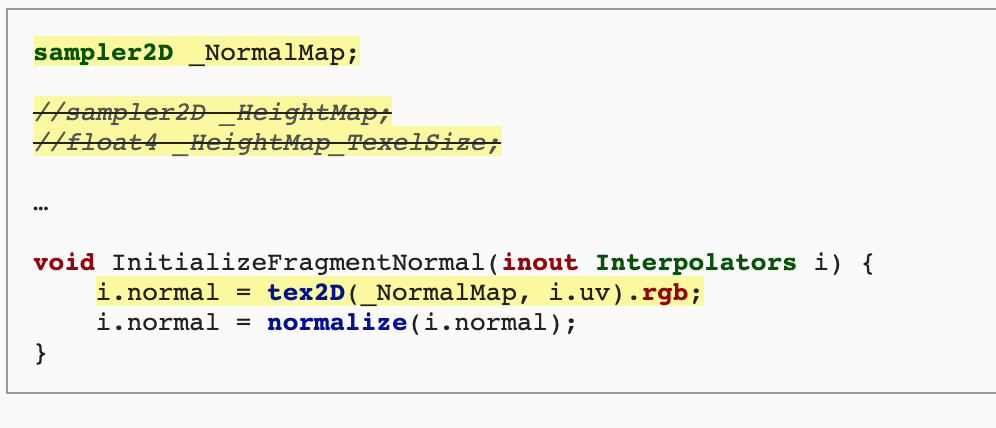 sampler2D _NormalMap;
//sampler2D _HeightMap;
//float4 _HeightMap_TexelSize;
…
void InitializeFragmentNormal(inout Interpolators i) {
i.normal = tex2D(_NormalMap, i.uv).rgb;
i.normal = normalize(i.normal);
}